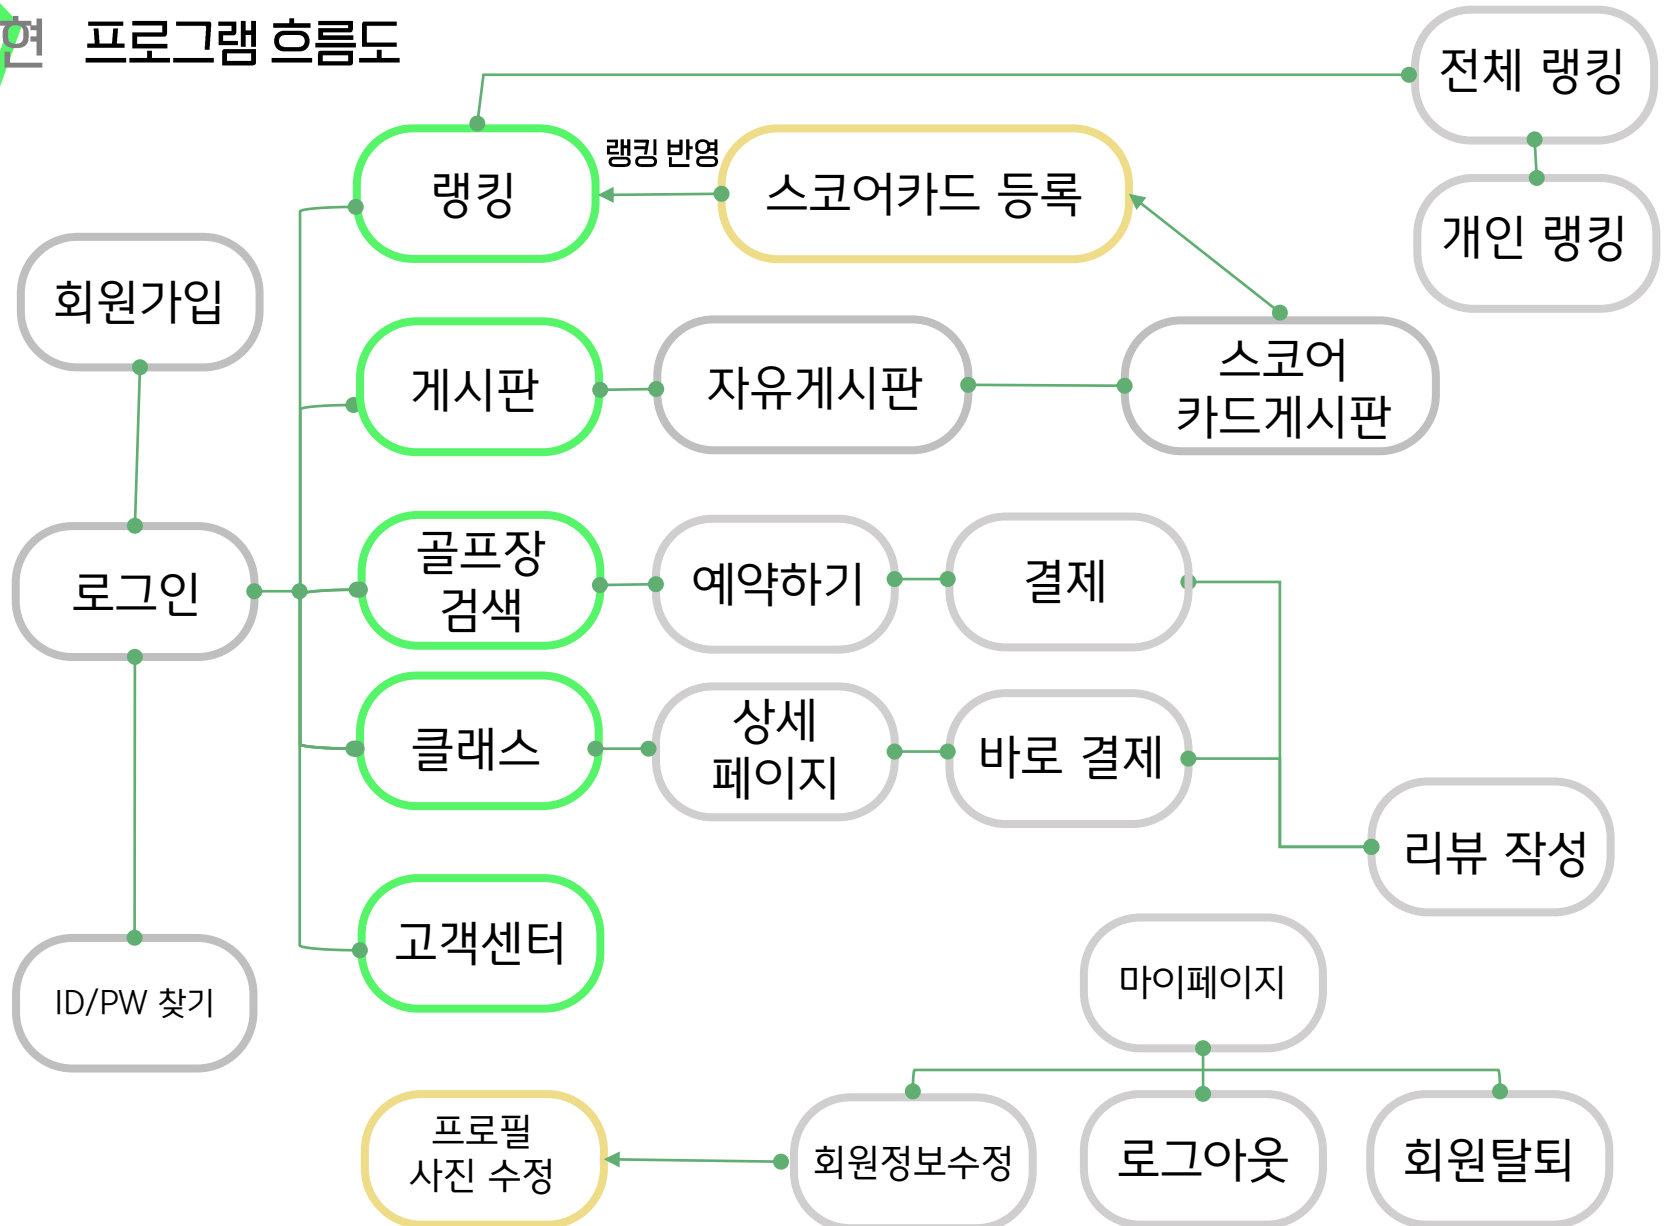 현 프로그램 흐름도
전체 랭킹
랭킹
랭킹 반영
스코어카드 등록
개인 랭킹
회원가입
게시판
자유게시판
스코어
카드게시판
로그인
골프장
검색
예약하기
결제
클래스
상세
페이지
바로 결제
리뷰 작성
고객센터
ID/PW 찾기
마이페이지
프로필
사진 수정
회원정보수정
로그아웃
회원탈퇴